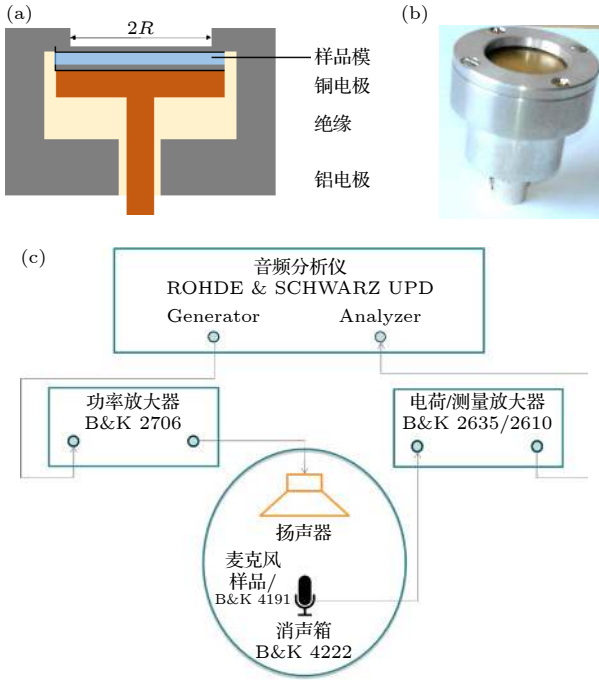 (a)
2R
样品模
铜电极
绝缘
铝电极
(b)
(c)
音频分析仪
ROHDE & SCHWARZ UPD
Generator
Analyzer
功率放大器
B&K 2706
电荷/测量放大器
B&K 2635/2610
扬声器
麦克风
样品/
B&K 4191
消声箱
B&K 4222